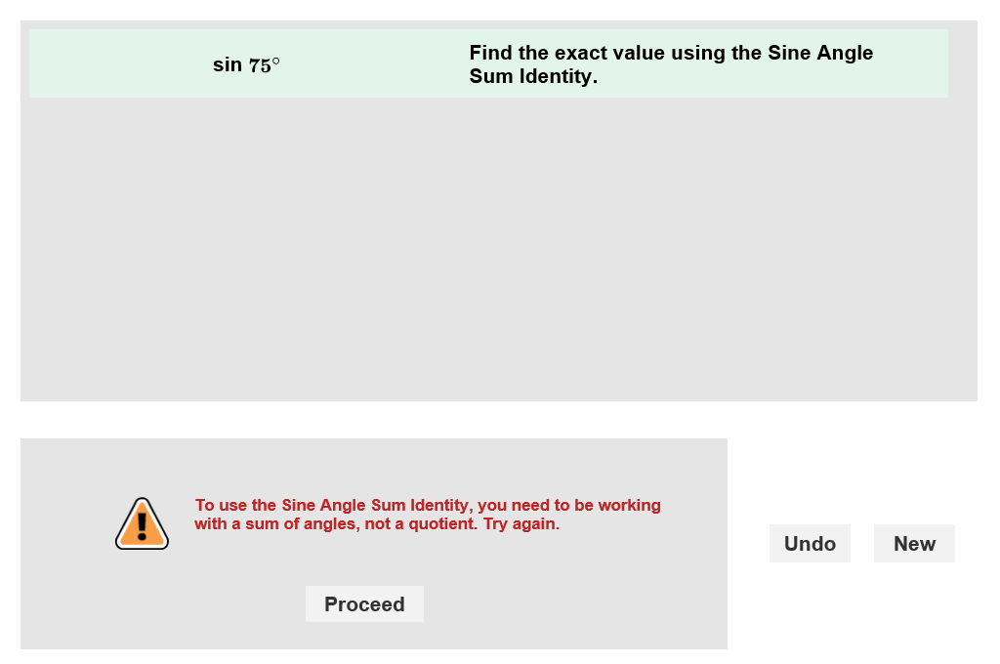 sin 75° Find the exact value using the Sine Angle
Sum Identity.
To use the Sine Angle Sum Identity, you need to be working
with a sum of angles, not a quotient. Try again.
Undo New
Proceed